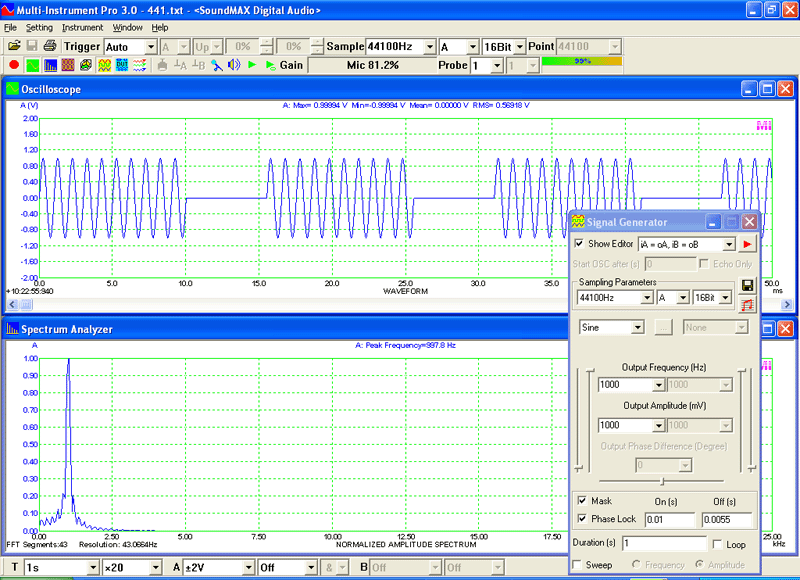 Multi-Instrument Pro 3.0 - 441.txt - <SoundMAX Digital Audio>
File Setting Instrument Window Help
Trigger Auto A Up 0% 0% Sample 44100Hz A 16Bit Point 44100
A B Gain Mic 81.2% Probe 1 1 99%
Oscilloscope
A (V) A: Max= 0.99994 V Min=-0.99994 V Mean= 0.00000 V RMS= 0.56918 V
2.00
1.60
1.20
0.80
0.40
0.00
-0.40
-0.80
-1.20
-1.60
-2.00
0.0 5.0 10.0 15.0 20.0 25.0 30.0 35.0 50.0
+10:22:55:940 WAVEFORM ms
Signal Generator
Show Editor iA = oA, iB = oB
Start OSC after (s) 0 Echo Only
Sampling Parameters
44100Hz A 16Bit
Sine ... None
Output Frequency (Hz)
1000 1000
Output Amplitude (mV)
1000 1000
Output Phase Difference (Degree)
0
Mask On (s) Off (s)
Phase Lock 0.01 0.0055
Duration (s) 1 Loop
Sweep Frequency Amplitude
Spectrum Analyzer
A A: Peak Frequency=997.8 Hz
1.00
0.90
0.80
0.70
0.60
0.50
0.40
0.30
0.20
0.10
0.00
0.00 2.50 5.00 7.50 10.00 12.50 15.00 17.50 25.00
FFT Segments:43 Resolution: 43.0664Hz NORMALIZED AMPLITUDE SPECTRUM kHz
T 1s ×20 A ±2V Off & B Off Off